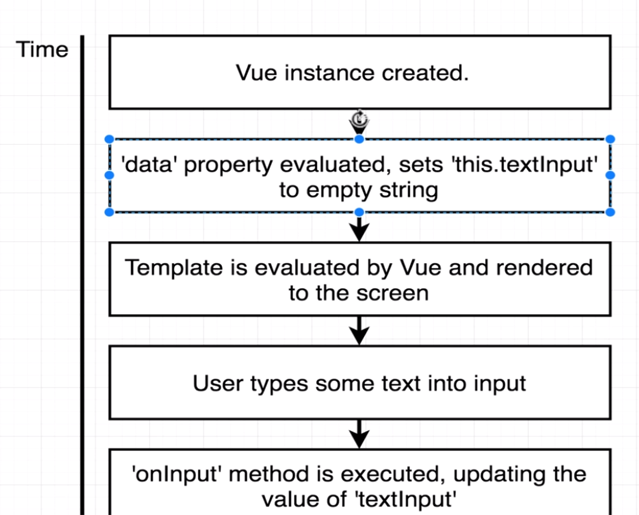 Time
Vue instance created.
'data' property evaluated, sets 'this.textInput'
to empty string
Template is evaluated by Vue and rendered
to the screen
User types some text into input
'onInput' method is executed, updating the
value of 'textInput'